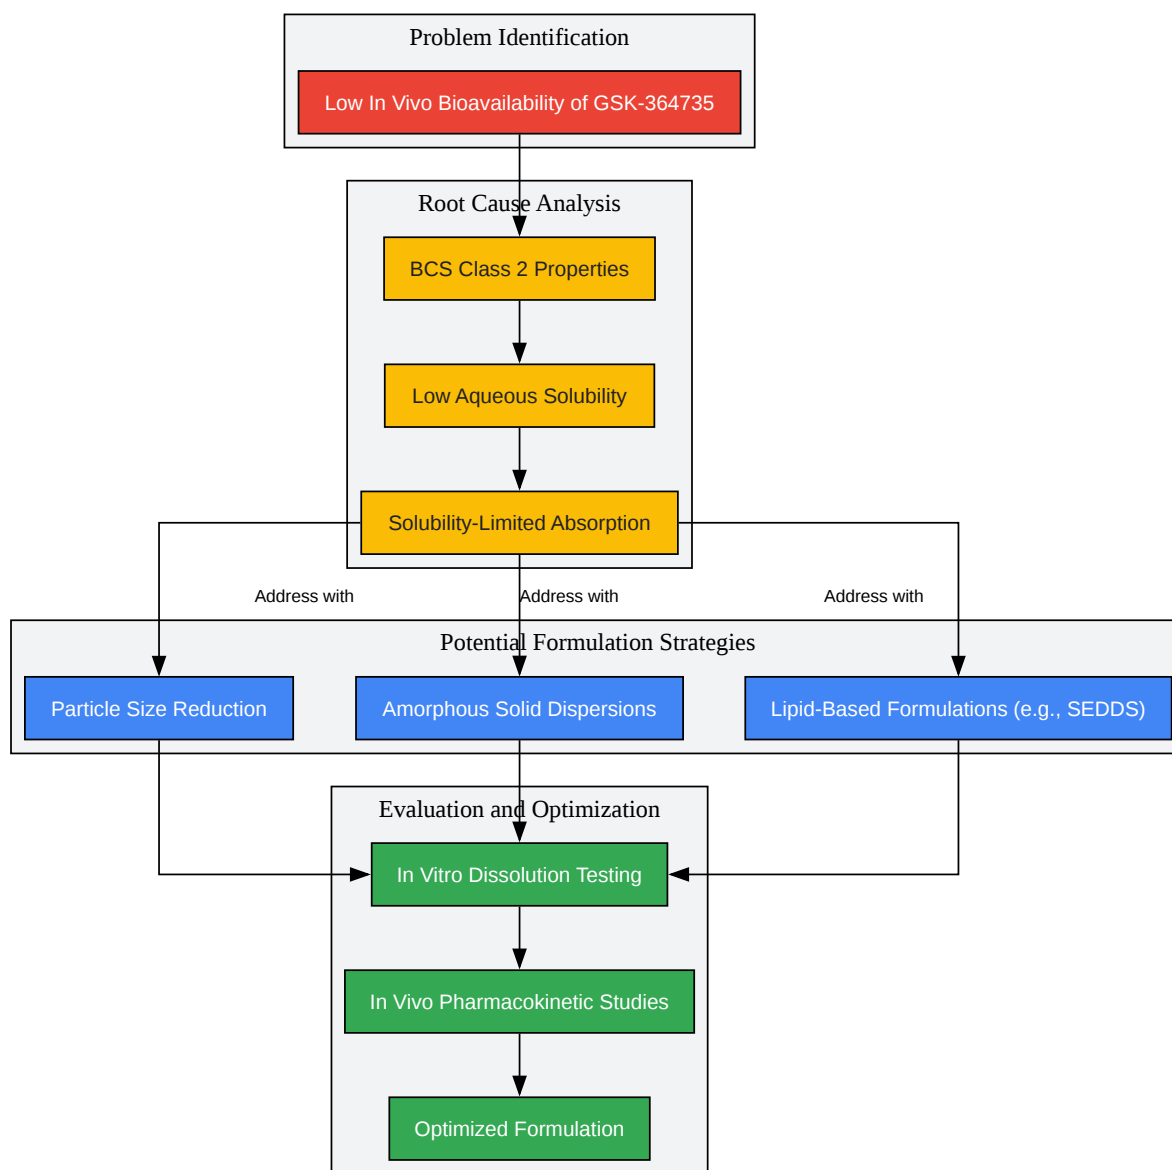 Problem Identification
Low In Vivo Bioavailability of GSK-364735
Root Cause Analysis
BCS Class 2 Properties
Low Aqueous Solubility
Solubility-Limited Absorption
Address with
Address with
Address with
Potential Formulation Strategies
Particle Size Reduction
Amorphous Solid Dispersions
Lipid-Based Formulations (e.g., SEDDS)
Evaluation and Optimization
In Vitro Dissolution Testing
In Vivo Pharmacokinetic Studies
Optimized Formulation